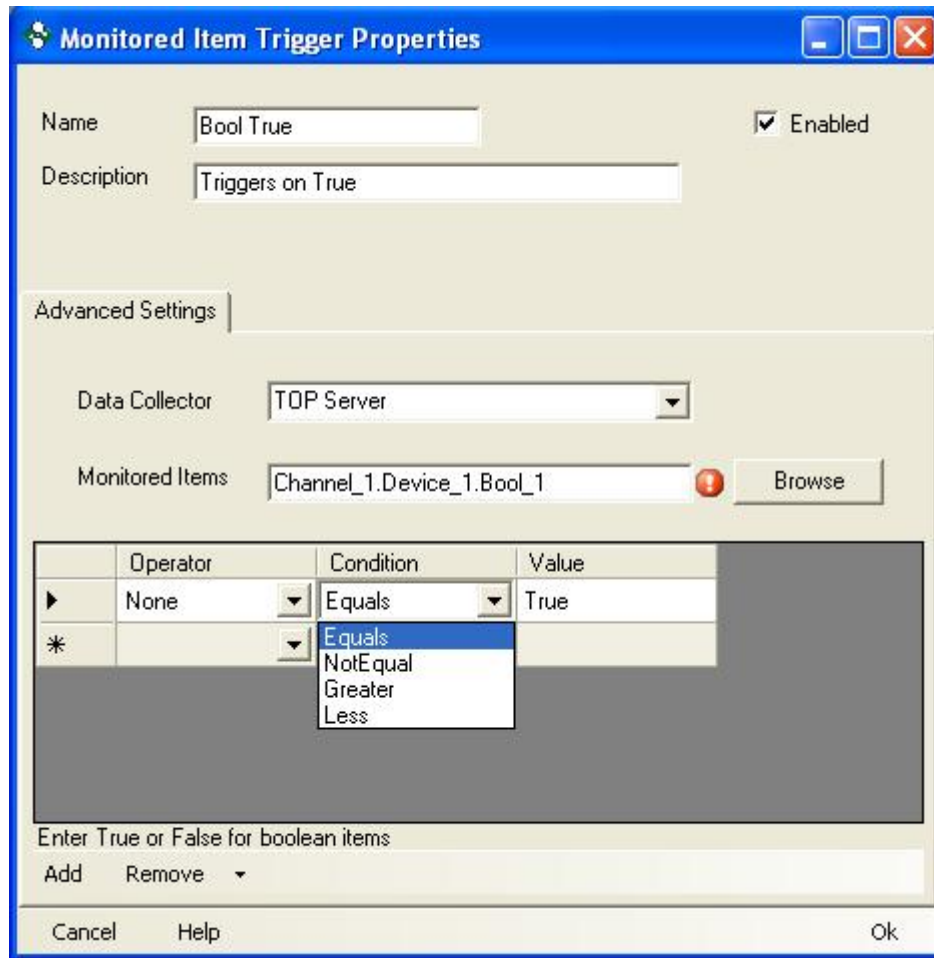 Monitored Item Trigger Properties
Name Bool True Enabled
Description Triggers on True
Advanced Settings
Data Collector TOP Server
Monitored Items Channel_1.Device_1.Bool_1 Browse
Operator Condition Value
None Equals True
Equals
NotEqual
Greater
Less
Enter True or False for boolean items
Add Remove
Cancel Help Ok